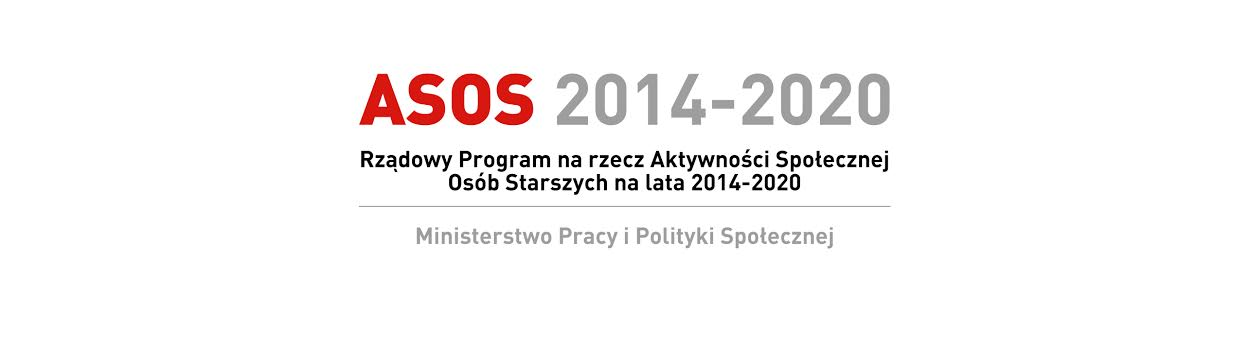 ASOS 2014-2020
Rządowy Program na rzecz Aktywności Społecznej
Osób Starszych na lata 2014-2020
Ministerstwo Pracy i Polityki Społecznej